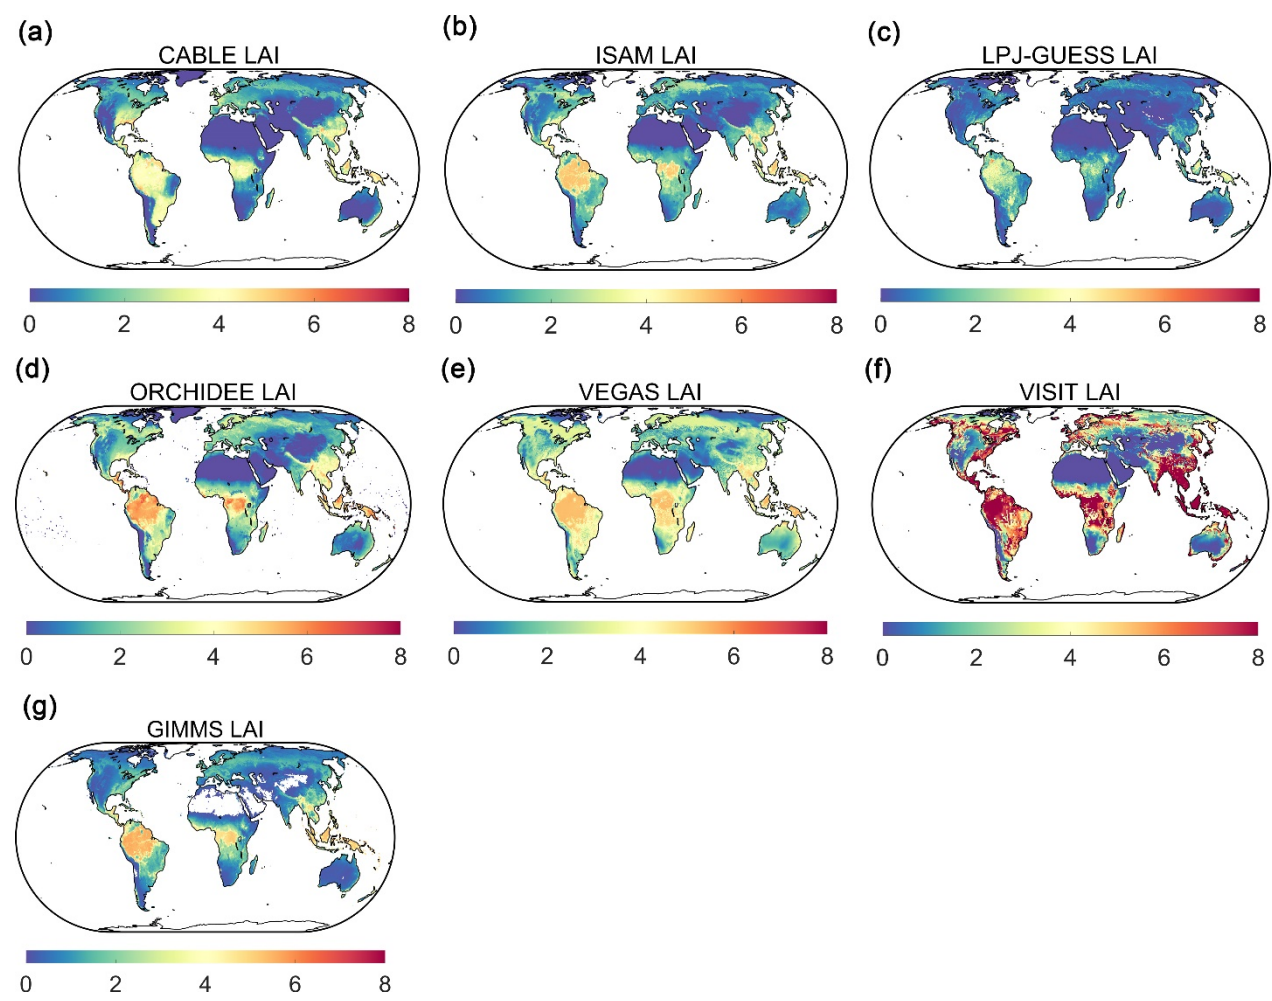 (a)
CABLE LAI
0 2 4 6 8
(b)
ISAM LAI
0 2 4 6 8
(c)
LPJ-GUESS LAI
0 2 4 6 8
(d)
ORCHIDEE LAI
0 2 4 6 8
(e)
VEGAS LAI
0 2 4 6 8
(f)
VISIT LAI
0 2 4 6 8
(g)
GIMMS LAI
0 2 4 6 8